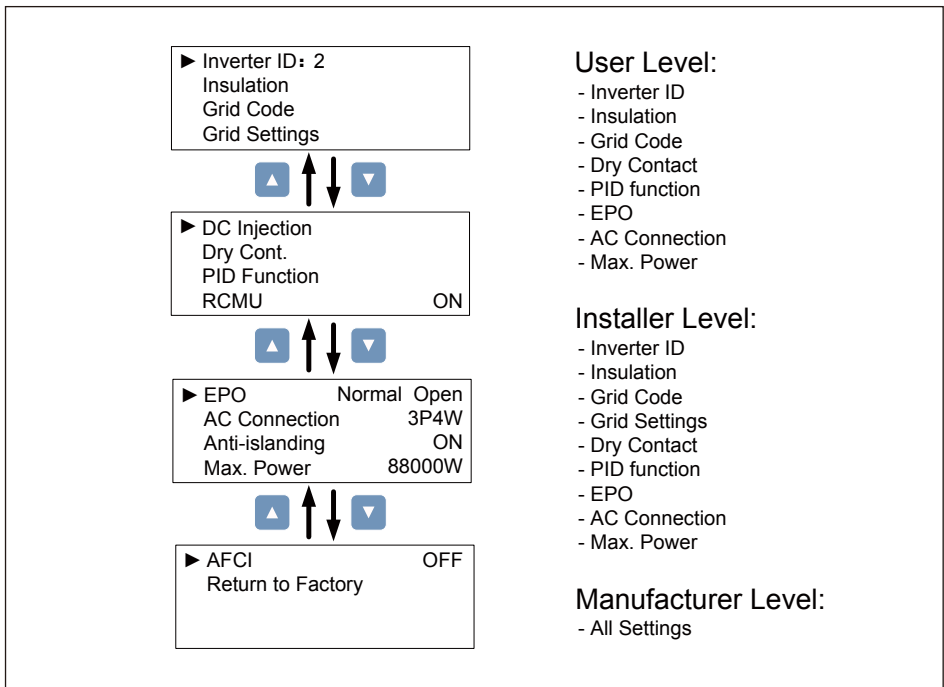 ► Inverter ID：2
Insulation
Grid Code
Grid Settings
▲ ▼
► DC Injection
Dry Cont.
PID Function
RCMU ON
▲ ▼
► EPO Normal Open
AC Connection 3P4W
Anti-islanding ON
Max. Power 88000W
▲ ▼
► AFCI OFF
Return to Factory
User Level:
- Inverter ID
- Insulation
- Grid Code
- Dry Contact
- PID function
- EPO
- AC Connection
- Max. Power
Installer Level:
- Inverter ID
- Insulation
- Grid Code
- Grid Settings
- Dry Contact
- PID function
- EPO
- AC Connection
- Max. Power
Manufacturer Level:
- All Settings